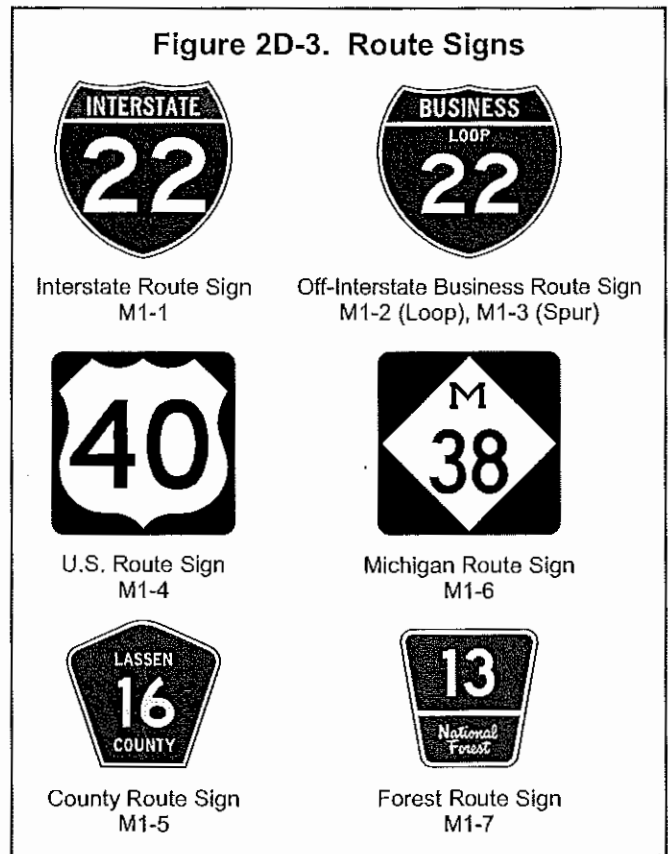 Figure 2D-3. Route Signs
INTERSTATE
22
Interstate Route Sign
M1-1
BUSINESS
LOOP
22
Off-Interstate Business Route Sign
M1-2 (Loop), M1-3 (Spur)
40
U.S. Route Sign
M1-4
M
38
Michigan Route Sign
M1-6
LASSEN
16
COUNTY
County Route Sign
M1-5
13
National
Forest
Forest Route Sign
M1-7